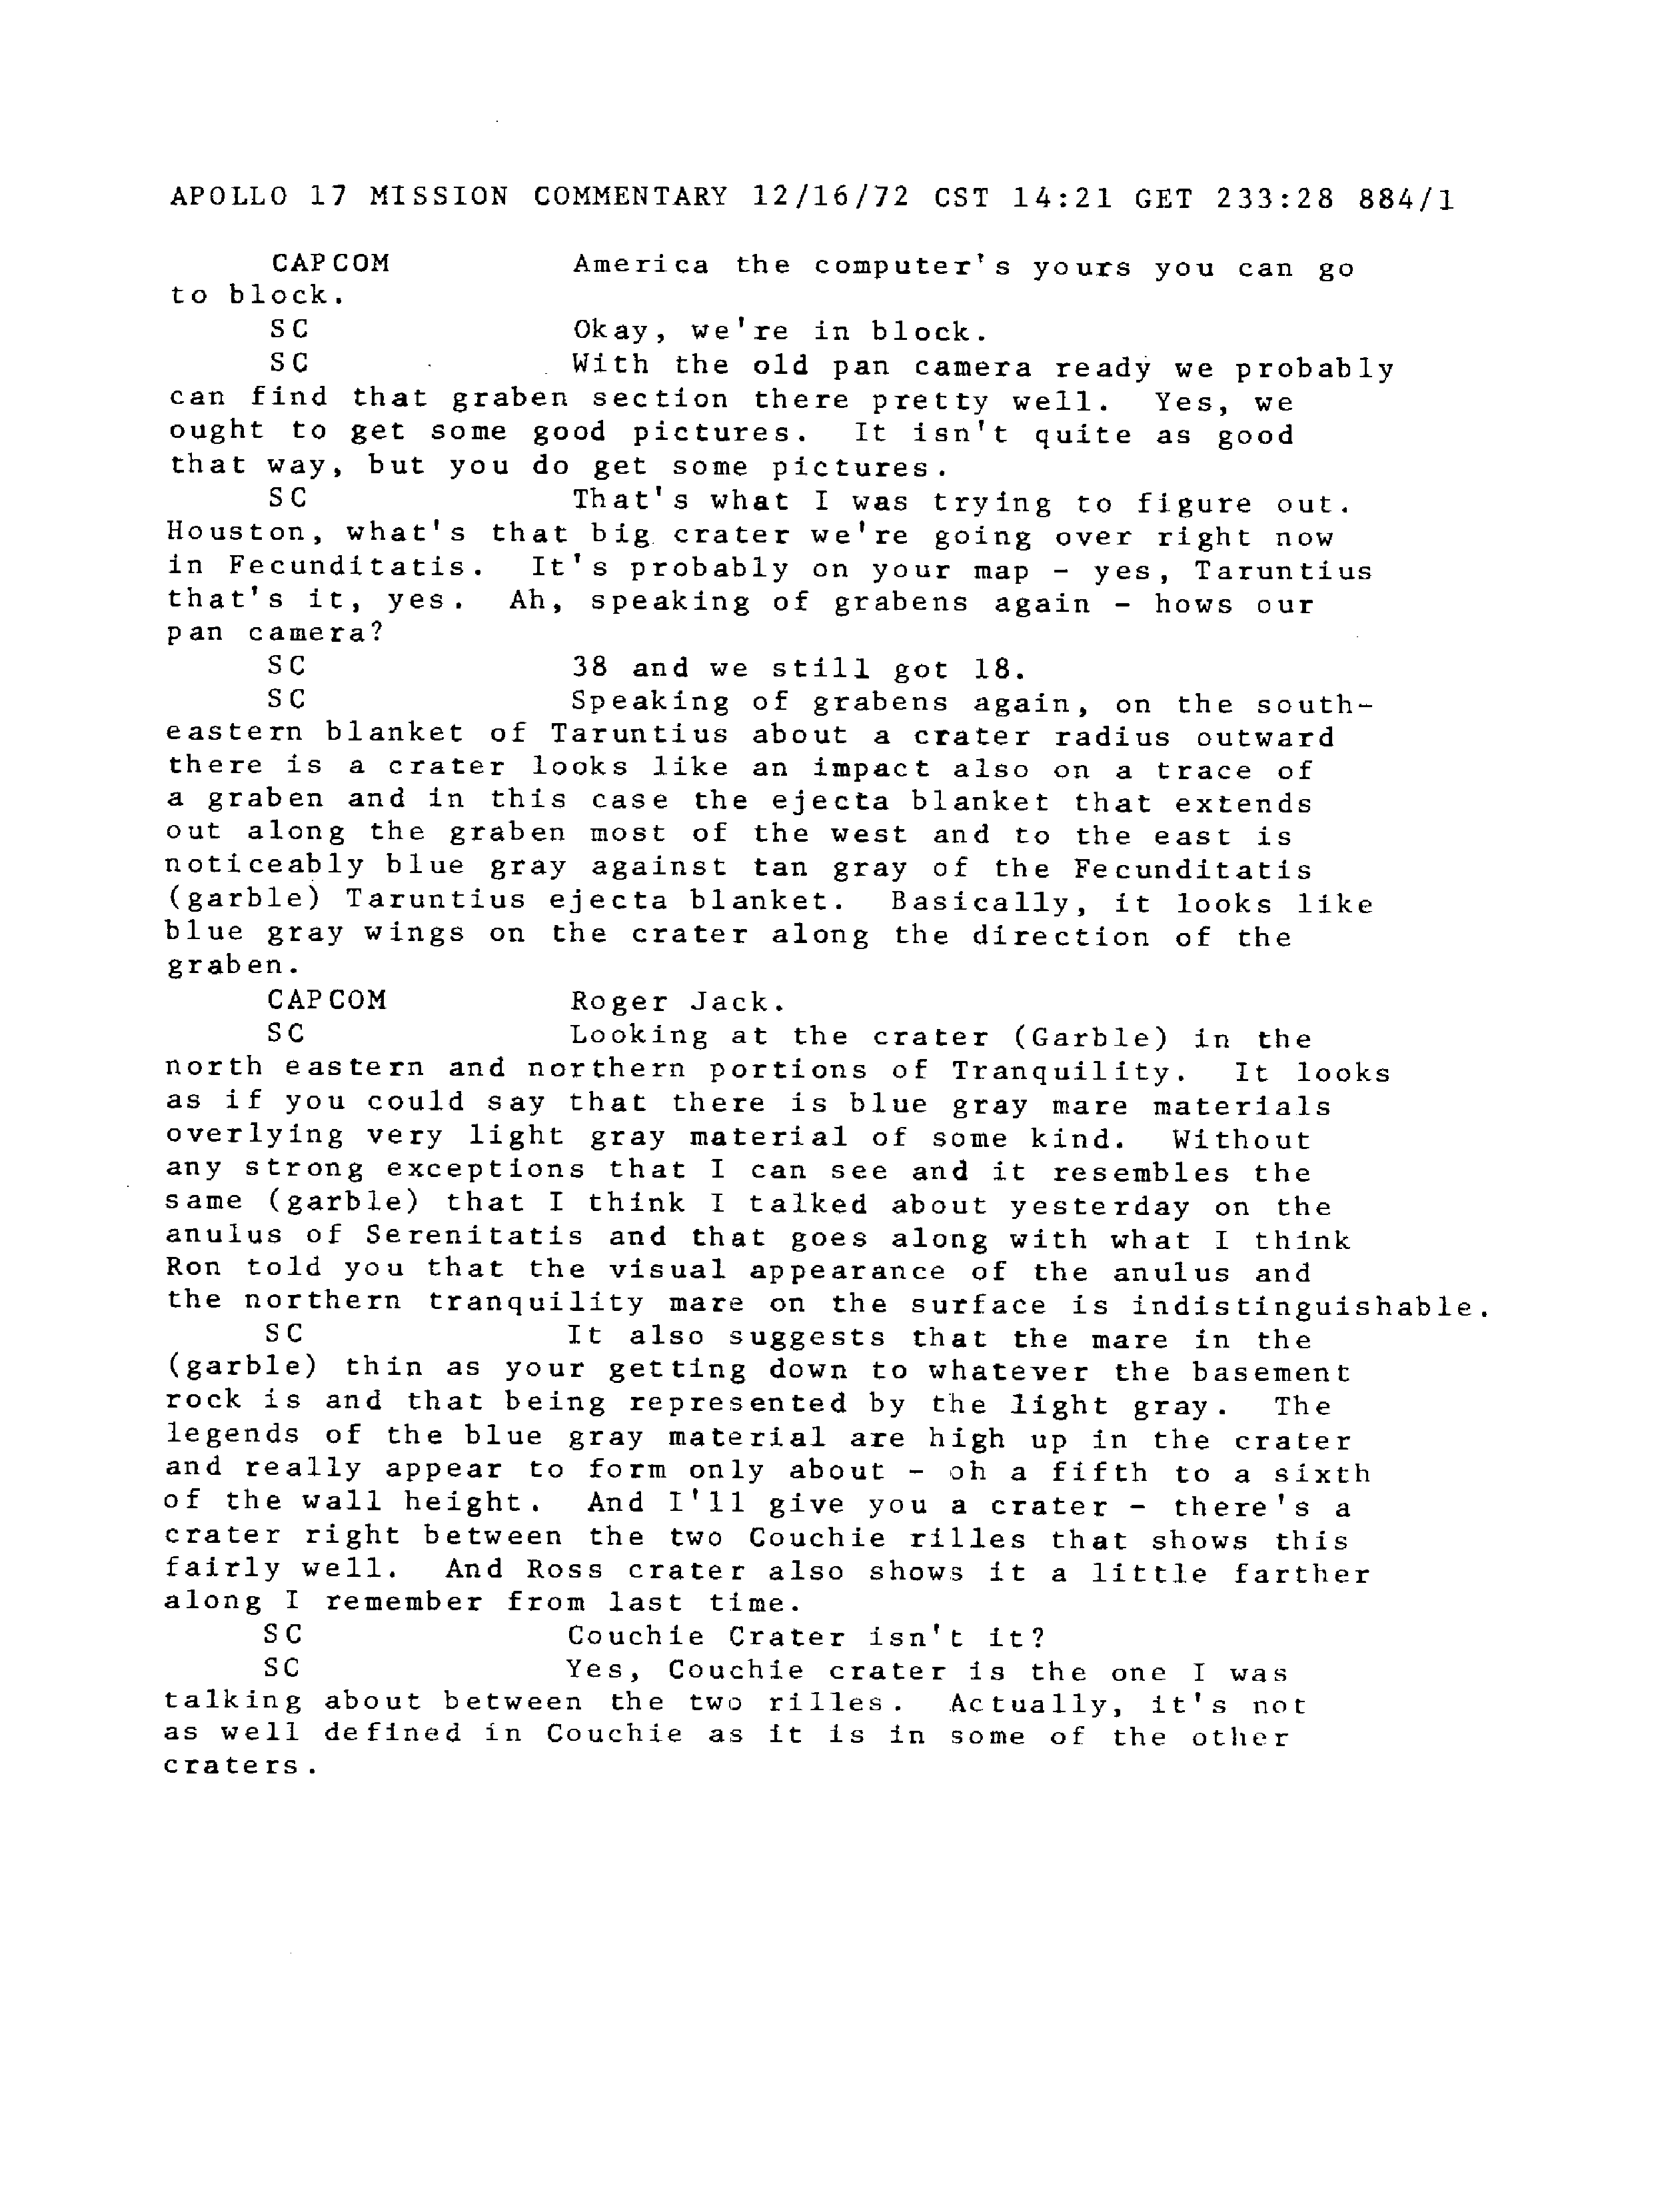 APOLLO 17 MISSION COMMENTARY 12/16/72 CST 14:21 GET 233:28 884/1
CAPCOM America the computer's yours you can go
to block.
SC Okay, we're in block.
SC With the old pan camera ready we probably
can find that graben section there pretty well. Yes, we
ought to get some good pictures. It isn't quite as good
that way, but you do get some pictures.
SC That's what I was trying to figure out.
Houston, what's that big crater we're going over right now
in Fecunditatis. It's probably on your map - yes, Taruntius
that's it, yes. Ah, speaking of grabens again - hows our
pan camera?
SC 38 and we still got 18.
SC Speaking of grabens again, on the south-
eastern blanket of Taruntius about a crater radius outward
there is a crater looks like an impact also on a trace of
a graben and in this case the ejecta blanket that extends
out along the graben most of the west and to the east is
noticeably blue gray against tan gray of the Fecunditatis
(garble) Taruntius ejecta blanket. Basically, it looks like
blue gray wings on the crater along the direction of the
graben.
CAPCOM Roger Jack.
SC Looking at the crater (Garble) in the
north eastern and northern portions of Tranquility. It looks
as if you could say that there is blue gray mare materials
overlying very light gray material of some kind. Without
any strong exceptions that I can see and it resembles the
same (garble) that I think I talked about yesterday on the
anulus of Serenitatis and that goes along with what I think
Ron told you that the visual appearance of the anulus and
the northern tranquility mare on the surface is indistinguishable.
SC It also suggests that the mare in the
(garble) thin as your getting down to whatever the basement
rock is and that being represented by the light gray. The
legends of the blue gray material are high up in the crater
and really appear to form only about - oh a fifth to a sixth
of the wall height. And I'll give you a crater - there's a
crater right between the two Couchie rilles that shows this
fairly well. And Ross crater also shows it a little farther
along I remember from last time.
SC Couchie Crater isn't it?
SC Yes, Couchie crater is the one I was
talking about between the two rilles. Actually, it's not
as well defined in Couchie as it is in some of the other
craters.